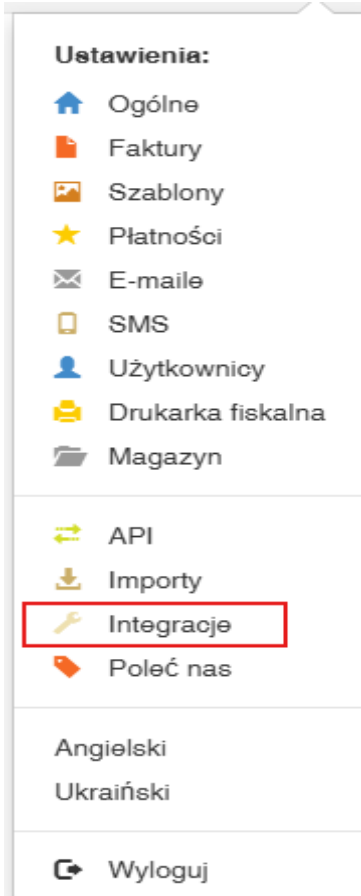 Ustawienia:
Ogólne
Faktury
Szablony
Płatności
E-maile
SMS
Użytkownicy
Drukarka fiskalna
Magazyn
API
Importy
Integracje
Poleć nas
Angielski
Ukraiński
Wyloguj